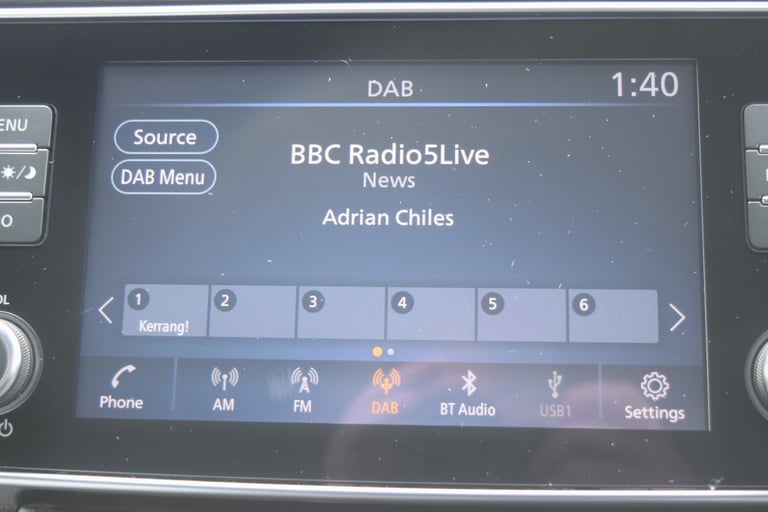 DAB
1:40
ENU
Source
BBC Radio5Live
DAB Menu
News
Adrian Chiles
1
2
3
4
5
6
Kerrang!
Phone
AM
FM
DAB
BT Audio
USB1
Settings